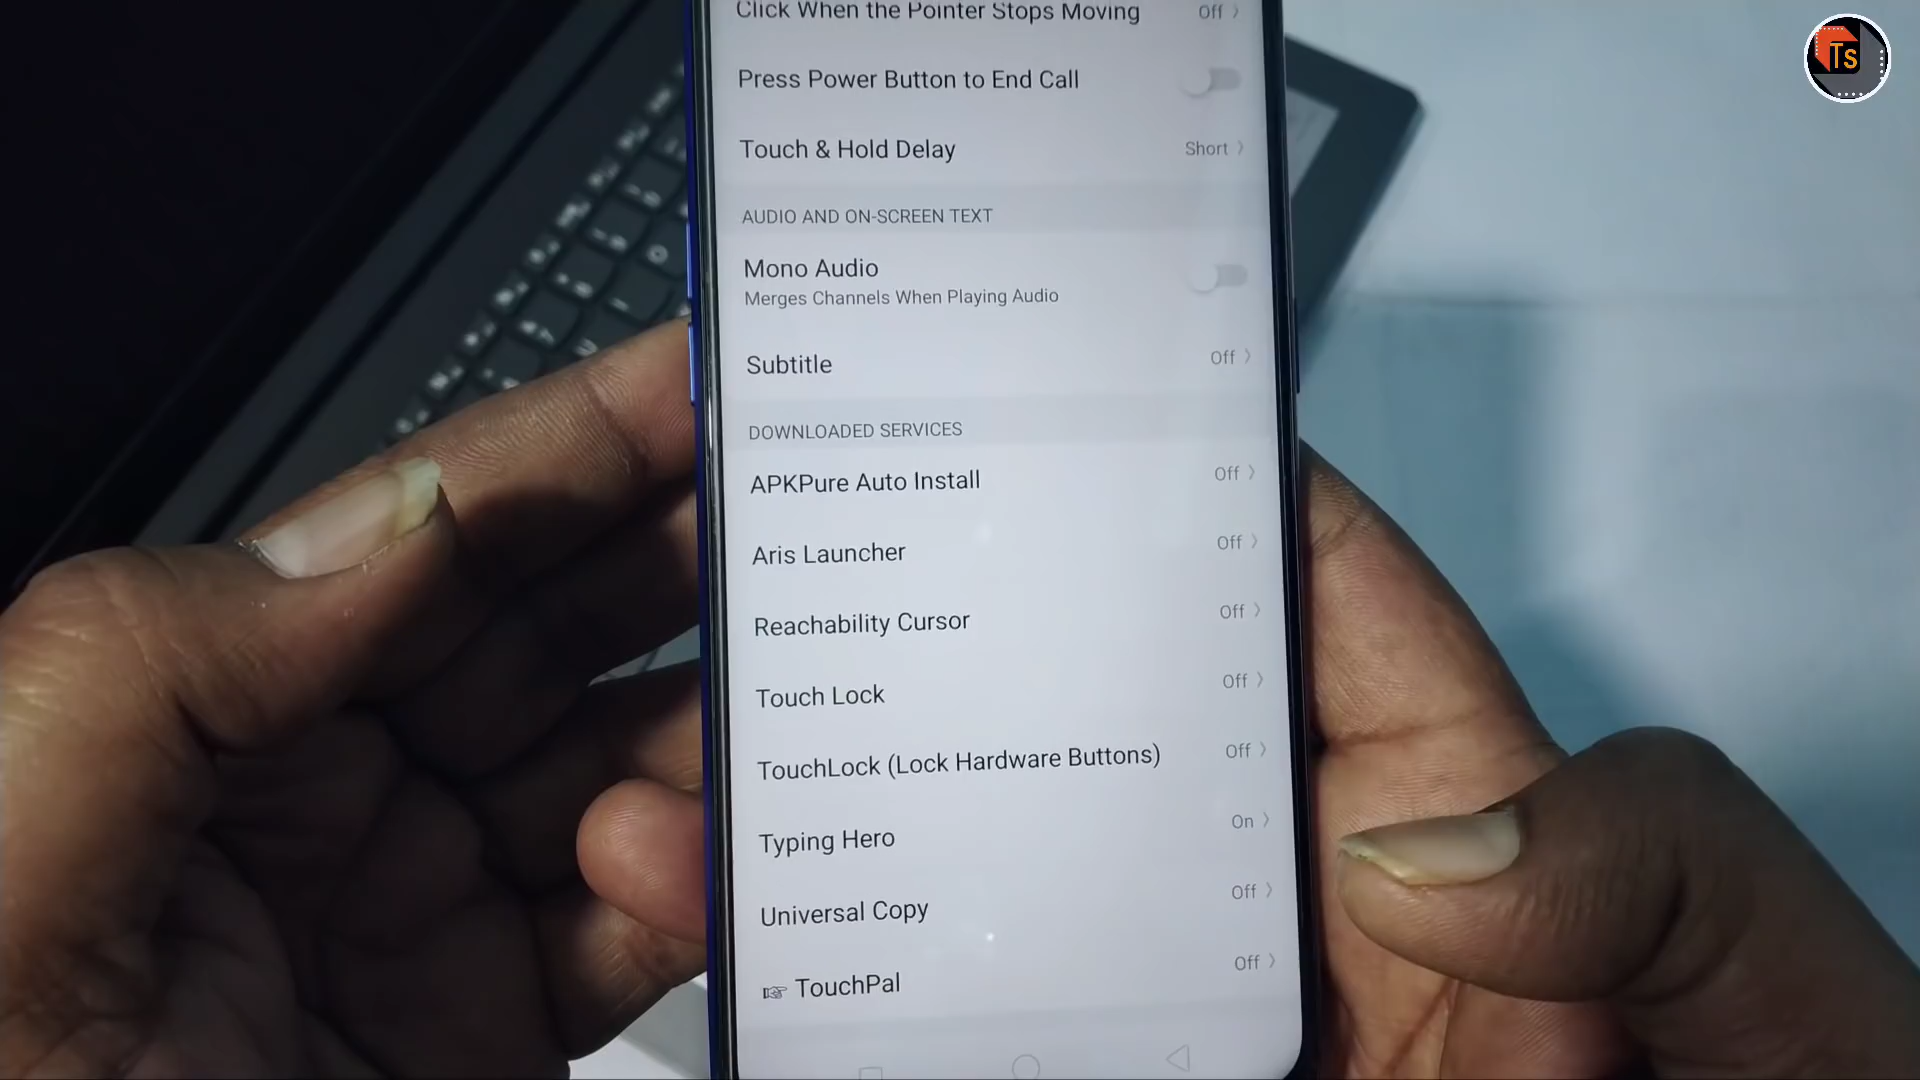 Click When the Pointer Stops Moving Off
Press Power Button to End Call
Touch & Hold Delay Short
AUDIO AND ON-SCREEN TEXT
Mono Audio
Merges Channels When Playing Audio
Subtitle Off
DOWNLOADED SERVICES
APKPure Auto Install Off
Aris Launcher Off
Reachability Cursor Off
Touch Lock Off
TouchLock (Lock Hardware Buttons) Off
Typing Hero On
Universal Copy Off
☞ TouchPal Off
Ts